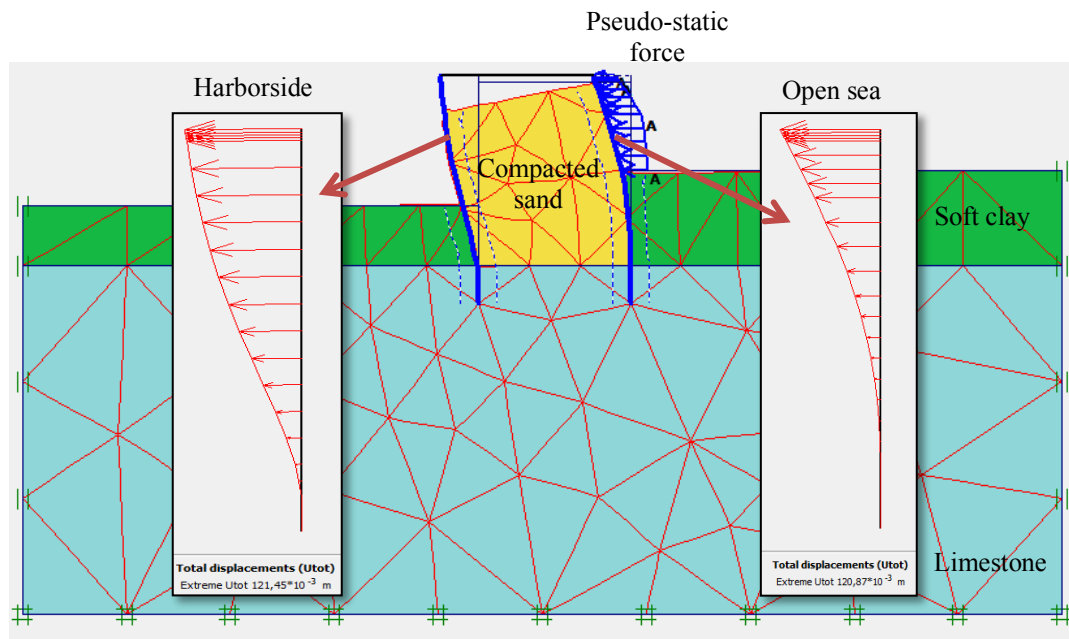 Pseudo-static
force
Harborside
Open sea
A
A
A
A
Compacted
sand
Soft clay
Limestone
Total displacements (Utot)
Extreme Utot 121,45*10 -3 m
Total displacements (Utot)
Extreme Utot 120,87*10 -3 m